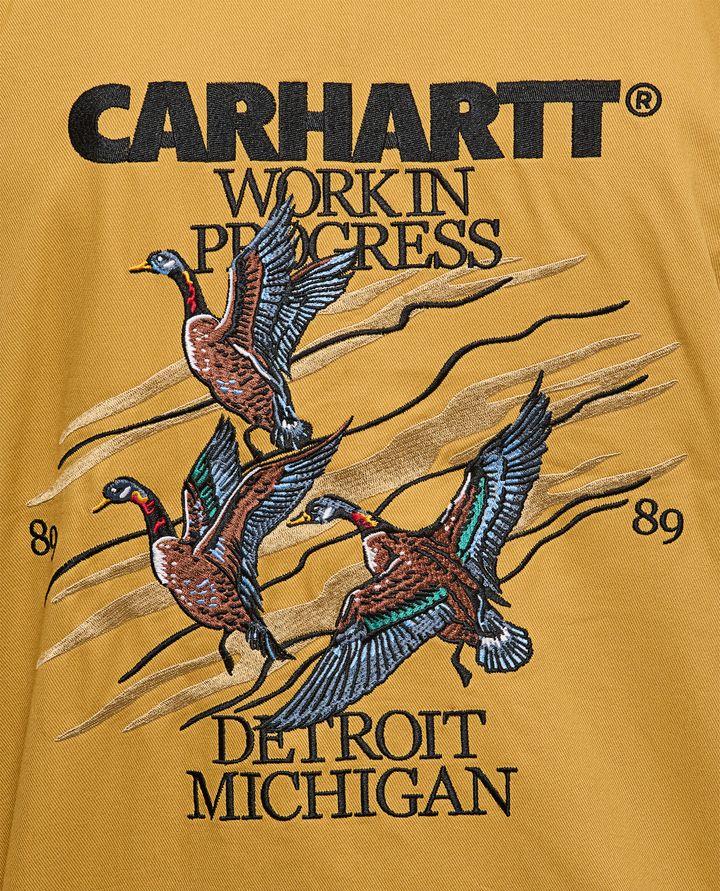 CARHARTT®
WORK IN
PROGRESS
89
89
DETROIT
MICHIGAN